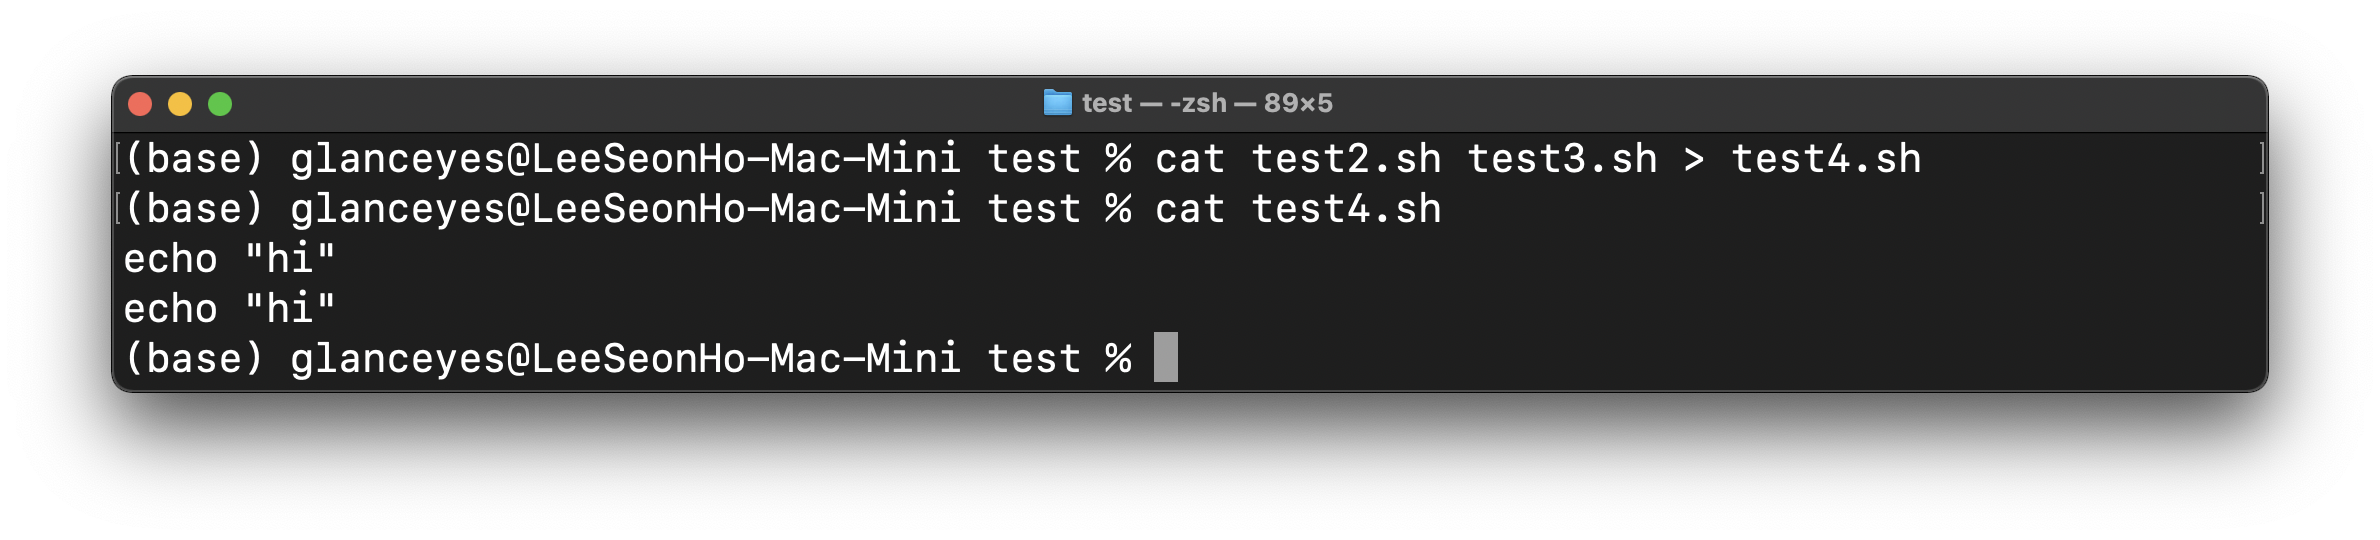 test — -zsh — 89×5
(base) glanceyes@LeeSeonHo-Mac-Mini test % cat test2.sh test3.sh > test4.sh
(base) glanceyes@LeeSeonHo-Mac-Mini test % cat test4.sh
echo "hi"
echo "hi"
(base) glanceyes@LeeSeonHo-Mac-Mini test %